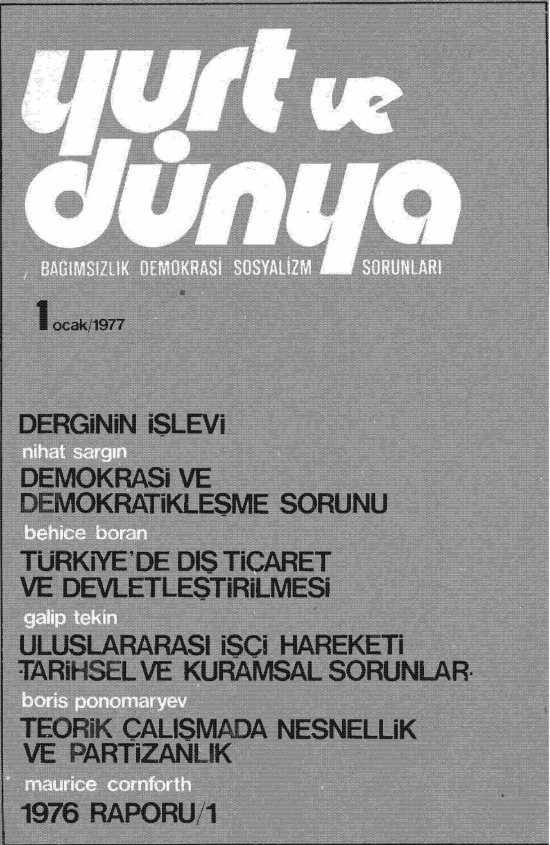 yurt ve
dünya
BAĞIMSIZLIK DEMOKRASİ SOSYALİZM SORUNLARI
1 ocak/1977
DERGİNİN İŞLEVİ
nihat sargın
DEMOKRASİ VE
DEMOKRATİKLEŞME SORUNU
behice boran
TÜRKİYE'DE DIŞ TİCARET
VE DEVLETLEŞTİRİLMESİ
galip tekin
ULUSLARARASI İŞÇİ HAREKETİ
TARİHSEL VE KURAMSAL SORUNLAR
boris ponomaryev
TEORİK ÇALIŞMADA NESNELLİK
VE PARTİZANLIK
maurice cornforth
1976 RAPORU/1